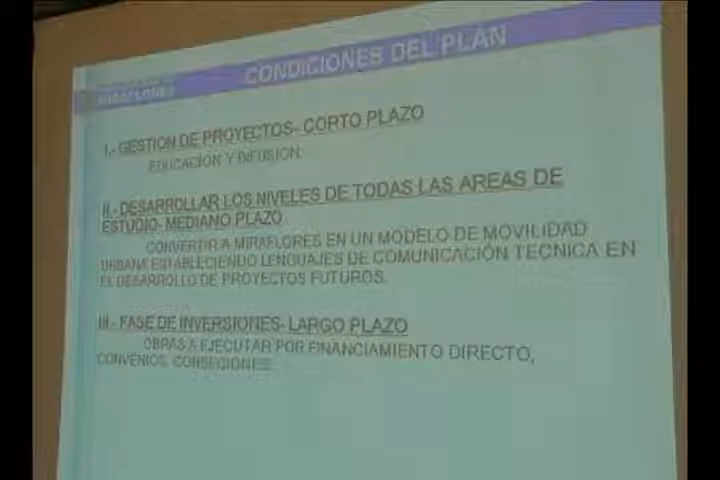 CONDICIONES DEL PLAN
MIRAFLORES
I.- GESTION DE PROYECTOS- CORTO PLAZO
EDUCACION Y DIFUSION.
II.- DESARROLLAR LOS NIVELES DE TODAS LAS AREAS DE
ESTUDIO- MEDIANO PLAZO
CONVERTIR A MIRAFLORES EN UN MODELO DE MOVILIDAD
URBANA ESTABLECIENDO LENGUAJES DE COMUNICACIÓN TECNICA EN
EL DESARROLLO DE PROYECTOS FUTUROS.
III.- FASE DE INVERSIONES- LARGO PLAZO
OBRAS A EJECUTAR POR FINANCIAMIENTO DIRECTO,
CONVENIOS, CONSECIONES